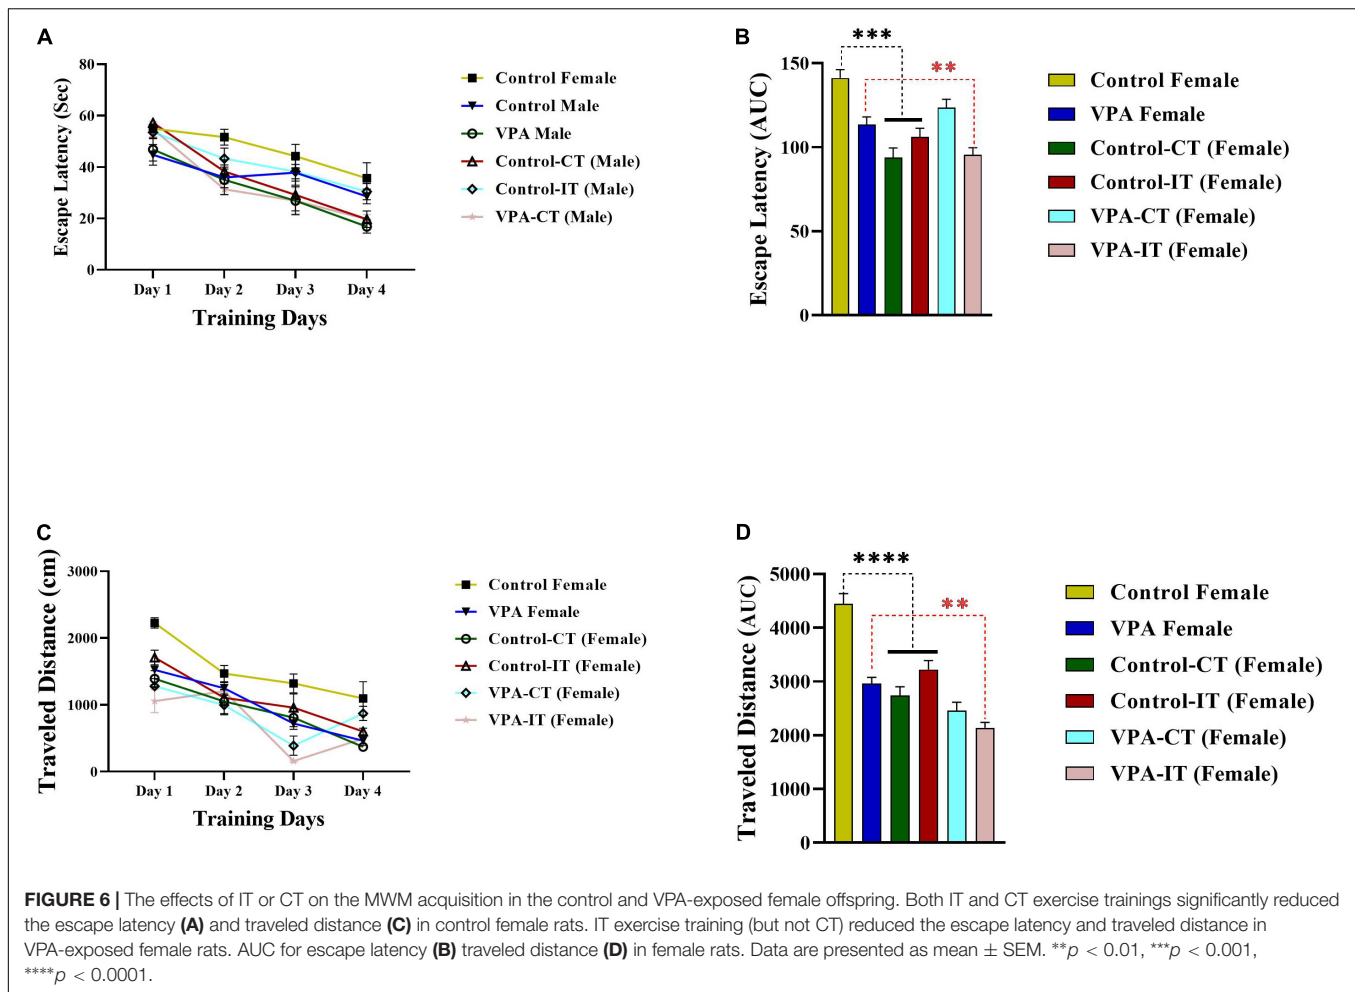 A
80
60
40
20
0
Escape Latency (Sec)
Day 1 Day 2 Day 3 Day 4
Training Days
Control Female
Control Male
VPA Male
Control-CT (Male)
Control-IT (Male)
VPA-CT (Male)
B
***
**
150
100
50
0
Escape Latency (AUC)
Control Female
VPA Female
Control-CT (Female)
Control-IT (Female)
VPA-CT (Female)
VPA-IT (Female)
C
3000
2000
1000
0
Traveled Distance (cm)
Day 1 Day 2 Day 3 Day 4
Training Days
Control Female
VPA Female
Control-CT (Female)
Control-IT (Female)
VPA-CT (Female)
VPA-IT (Female)
D
****
**
5000
4000
3000
2000
1000
0
Traveled Distance (AUC)
Control Female
VPA Female
Control-CT (Female)
Control-IT (Female)
VPA-CT (Female)
VPA-IT (Female)
FIGURE 6 | The effects of IT or CT on the MWM acquisition in the control and VPA-exposed female offspring. Both IT and CT exercise trainings significantly reduced
the escape latency (A) and traveled distance (C) in control female rats. IT exercise training (but not CT) reduced the escape latency and traveled distance in
VPA-exposed female rats. AUC for escape latency (B) traveled distance (D) in female rats. Data are presented as mean ± SEM. **p < 0.01, ***p < 0.001,
****p < 0.0001.